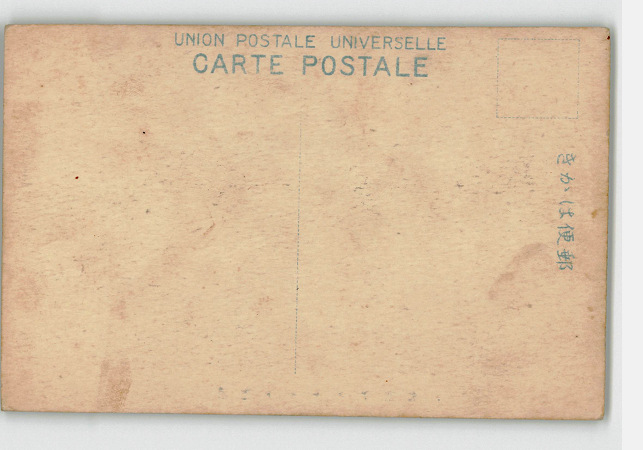 UNION POSTALE UNIVERSELLE
CARTE POSTALE
きがは便郵